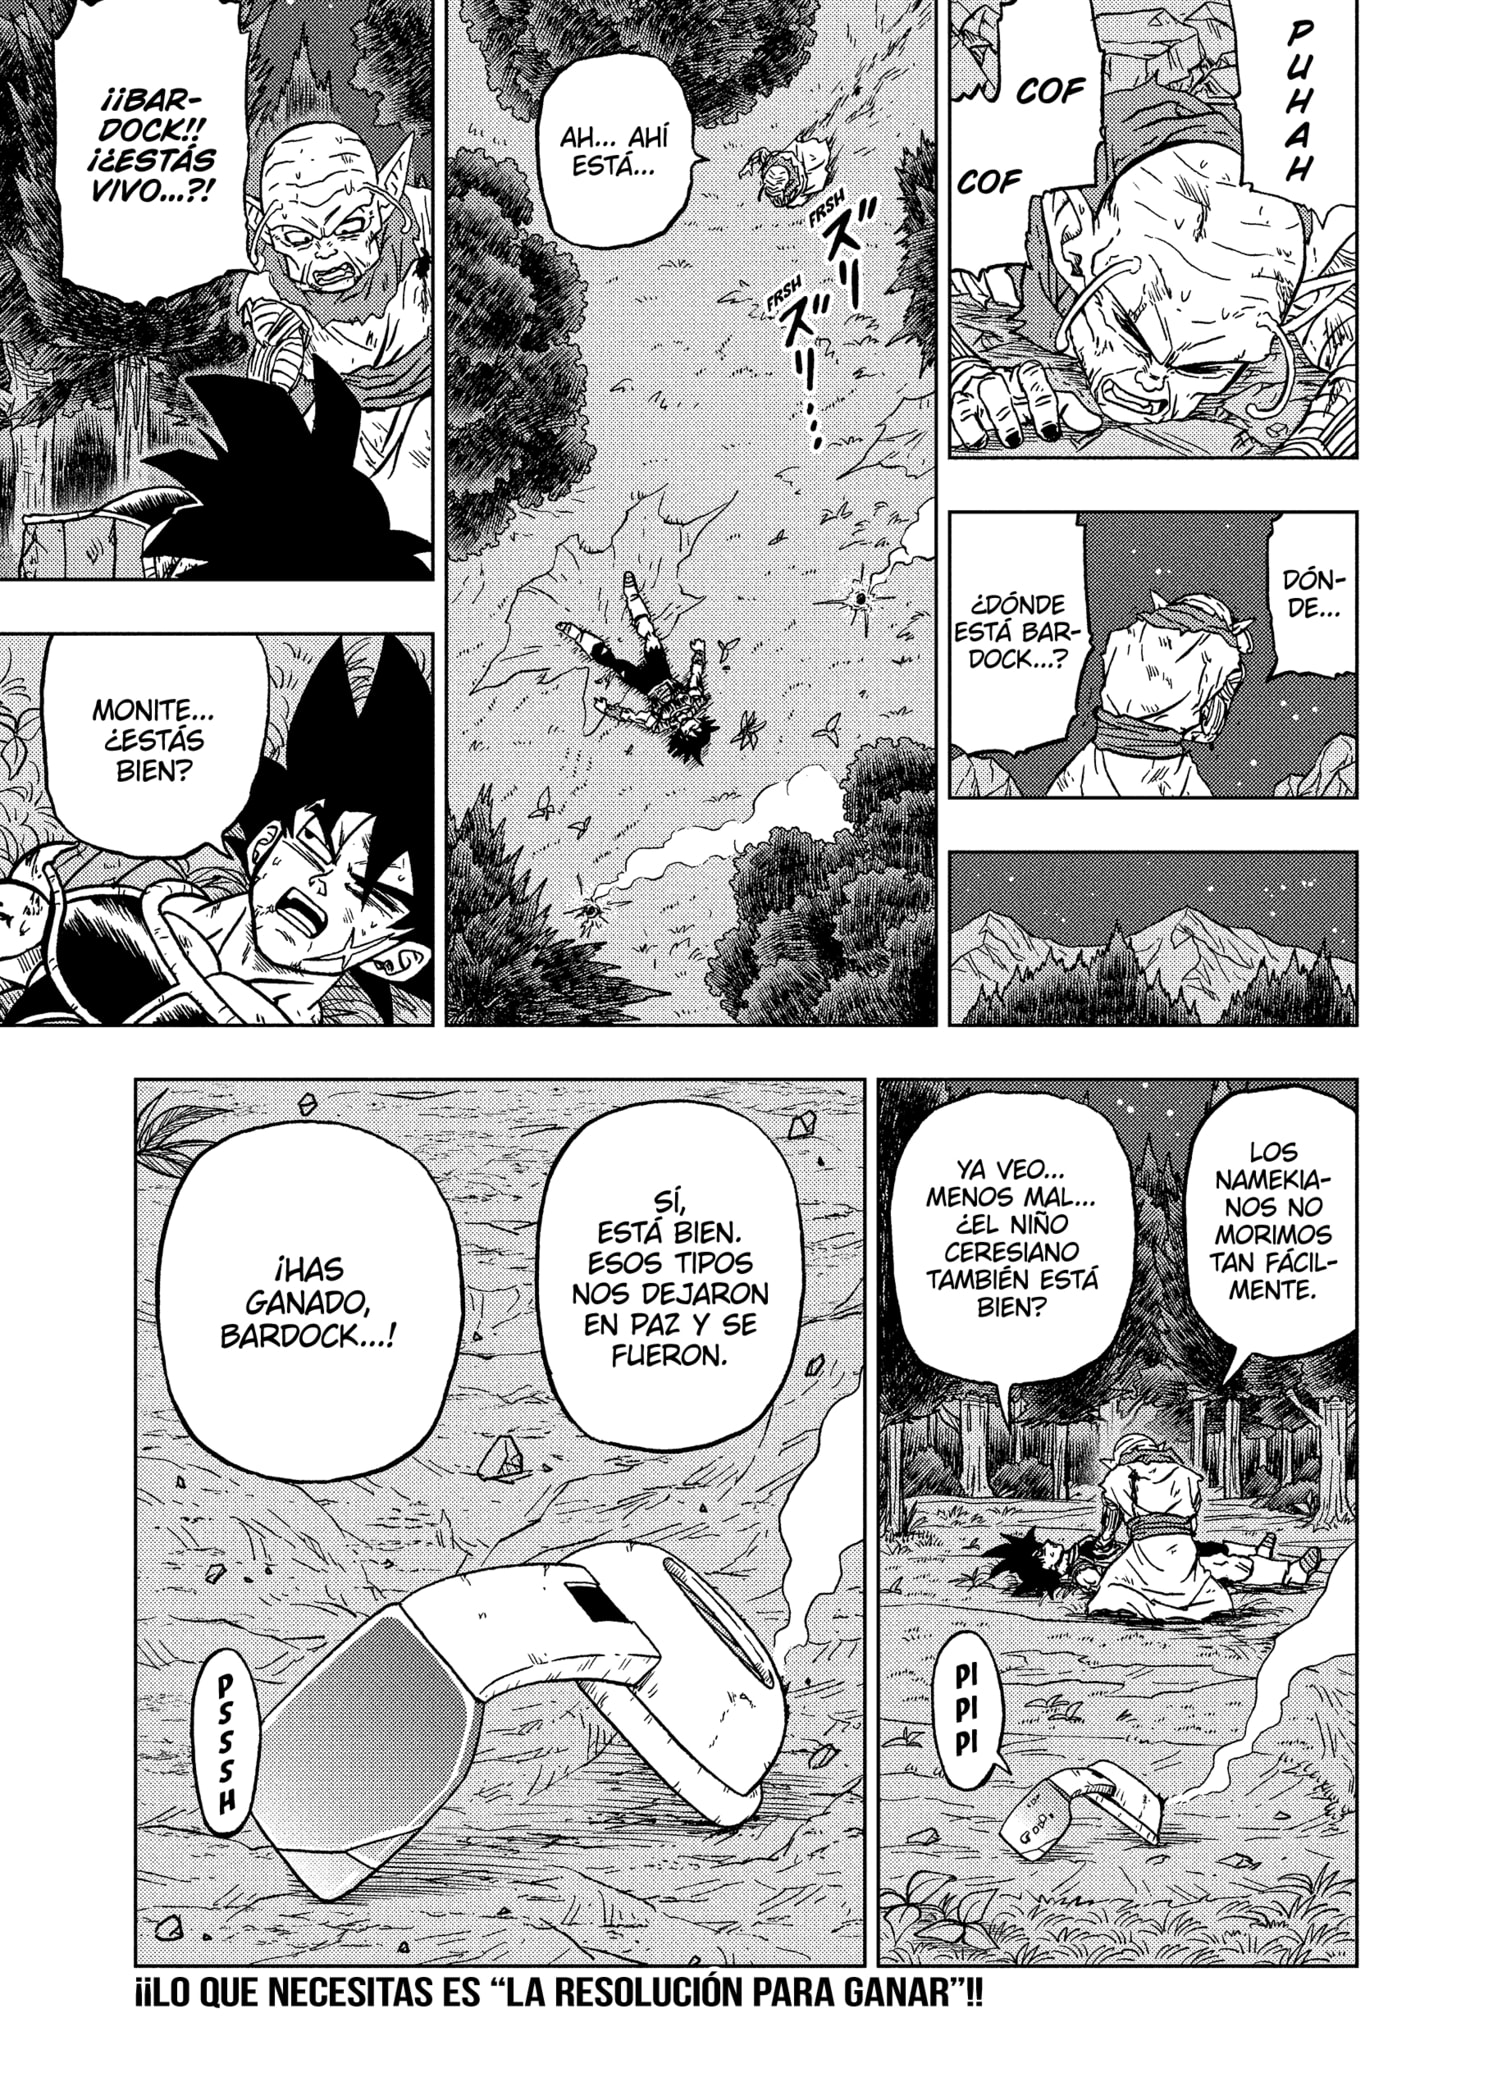 PUHAH
COF
COF
DÓN-
DE...
¿DÓNDE
ESTÁ BAR-
DOCK...?
AH... AHÍ
ESTÁ...
FRSH
ズリ
FRSH
ズリ...
¡¡BAR-
DOCK!!
¡¿ESTÁS
VIVO...?!
MONITE...
¿ESTÁS
BIEN?
LOS
NAMEKIA-
NOS NO
MORIMOS
TAN FÁCIL-
MENTE.
YA VEO...
MENOS MAL...
¿EL NIÑO
CERESIANO
TAMBIÉN ESTÁ
BIEN?
PI
PI
PI
SÍ,
ESTÁ BIEN.
ESOS TIPOS
NOS DEJARON
EN PAZ Y SE
FUERON.
¡HAS
GANADO,
BARDOCK...!
PSSSH
¡¡LO QUE NECESITAS ES “LA RESOLUCIÓN PARA GANAR”!!